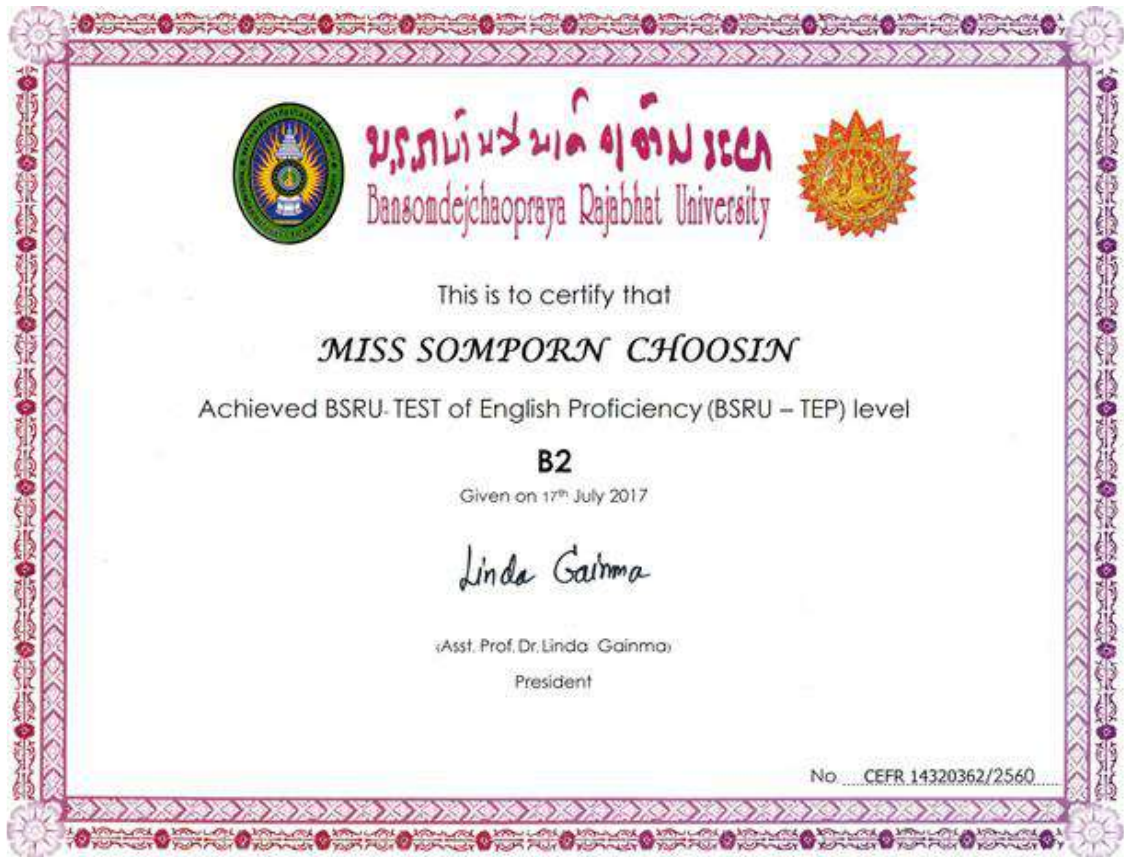 Bansomdejchaopraya Rajabhat University
This is to certify that
MISS SOMPORN CHOOSIN
Achieved BSRU-TEST of English Proficiency (BSRU – TEP) level
B2
Given on 17th July 2017
Linda Gainma
(Asst. Prof. Dr. Linda Gainma)
President
No CEFR 14320362/2560